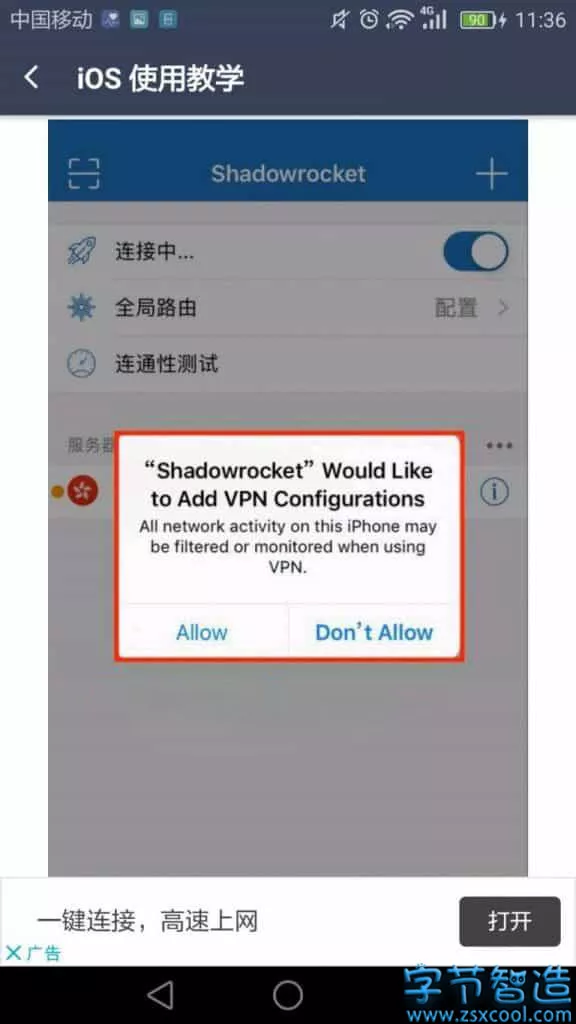 中国移动
4G
90
11:36
iOS 使用教学
Shadowrocket
连接中...
全局路由 配置
连通性测试
服务器
“Shadowrocket” Would Like
to Add VPN Configurations
All network activity on this iPhone may
be filtered or monitored when using
VPN.
Allow Don't Allow
一键连接，高速上网
打开
广告
字节智造
www.zsxcool.com